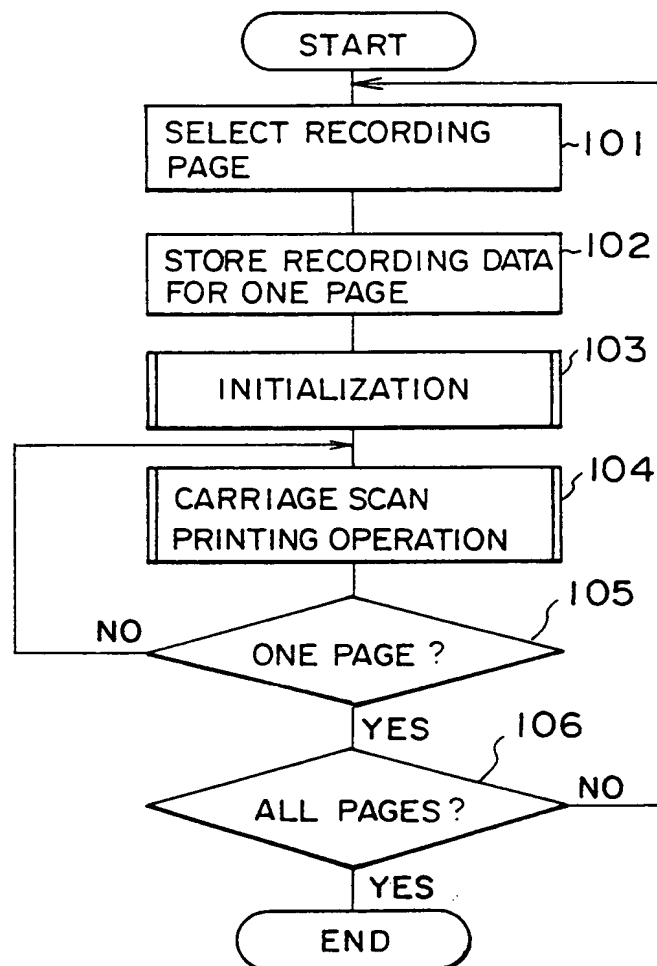 START
SELECT RECORDING
PAGE
101
STORE RECORDING DATA
FOR ONE PAGE
102
INITIALIZATION
103
CARRIAGE SCAN
PRINTING OPERATION
104
ONE PAGE?
105
NO
YES
ALL PAGES?
106
NO
YES
END